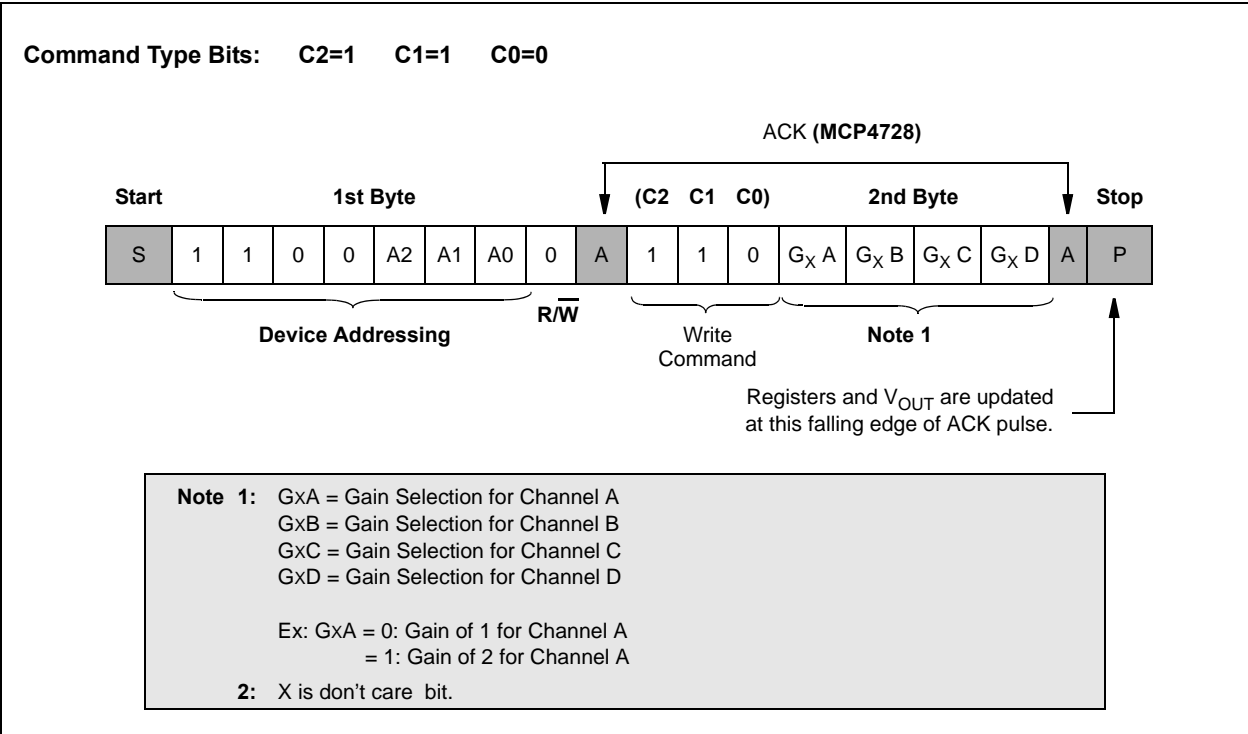 Command Type Bits: C2=1 C1=1 C0=0
ACK (MCP4728)
Start 1st Byte (C2 C1 C0) 2nd Byte Stop
S 1 1 0 0 A2 A1 A0 0 A 1 1 0 GX A GX B GX C GX D A P
Device Addressing R/W Write Command Note 1
Registers and VOUT are updated
at this falling edge of ACK pulse.
Note 1: GXA = Gain Selection for Channel A
GXB = Gain Selection for Channel B
GXC = Gain Selection for Channel C
GXD = Gain Selection for Channel D
Ex: GXA = 0: Gain of 1 for Channel A
= 1: Gain of 2 for Channel A
2: X is don't care bit.